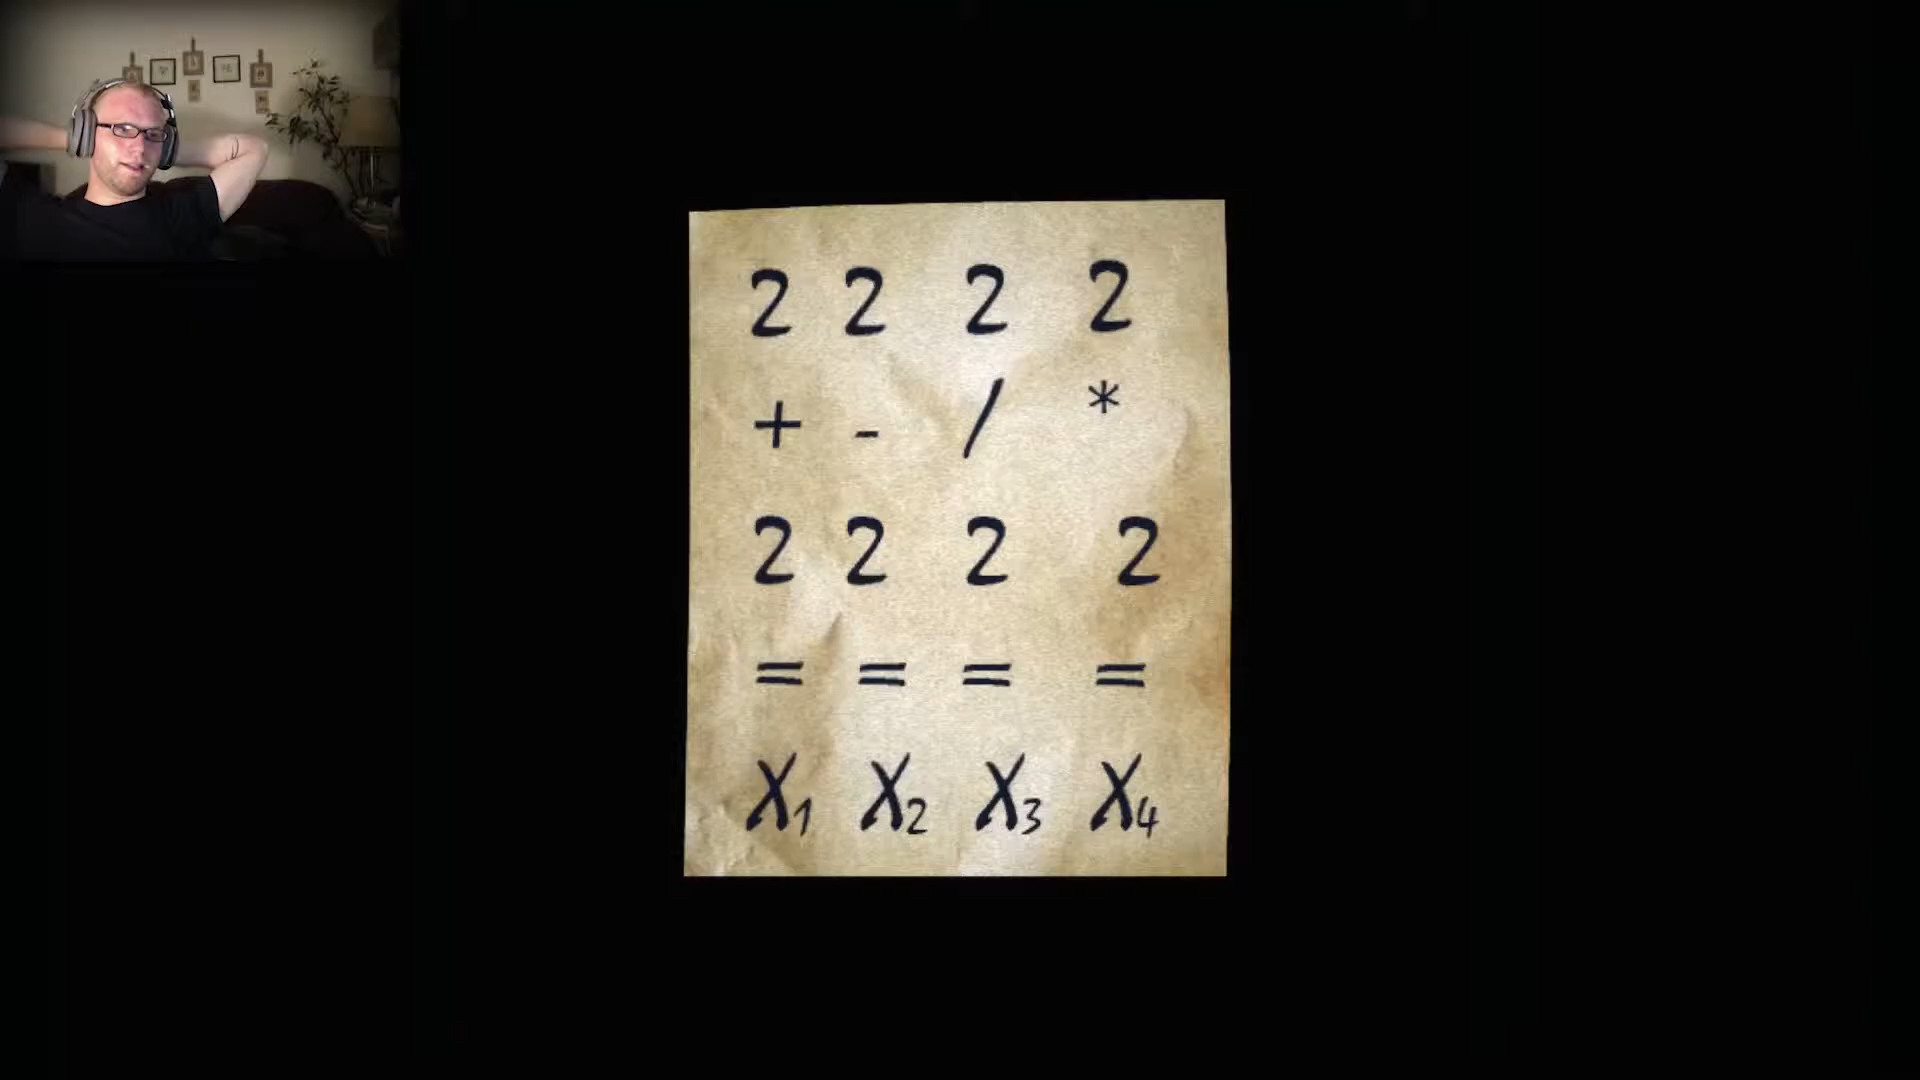 2 2 2 2
+ - / *
2 2 2 2
= = = =
X₁ X₂ X₃ X₄